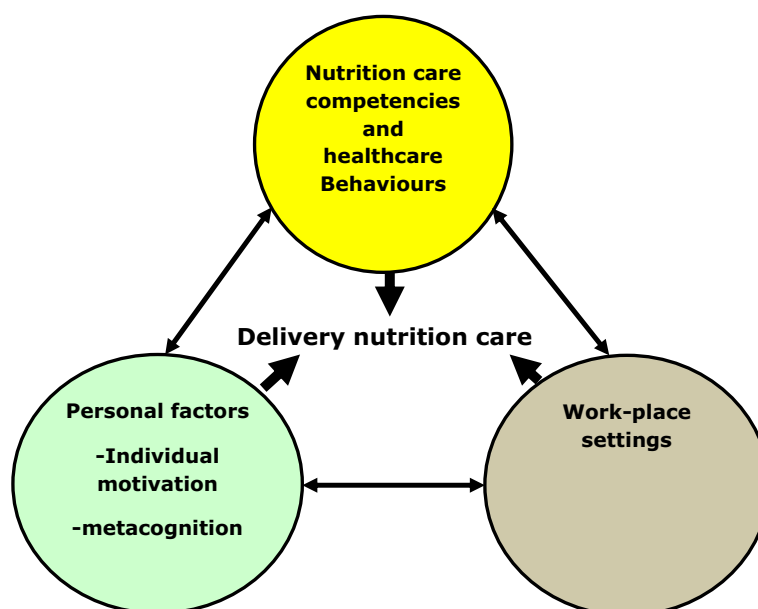 Nutrition care
competencies
and
healthcare
Behaviours
Delivery nutrition care
Personal factors
-Individual
motivation
-metacognition
Work-place
settings